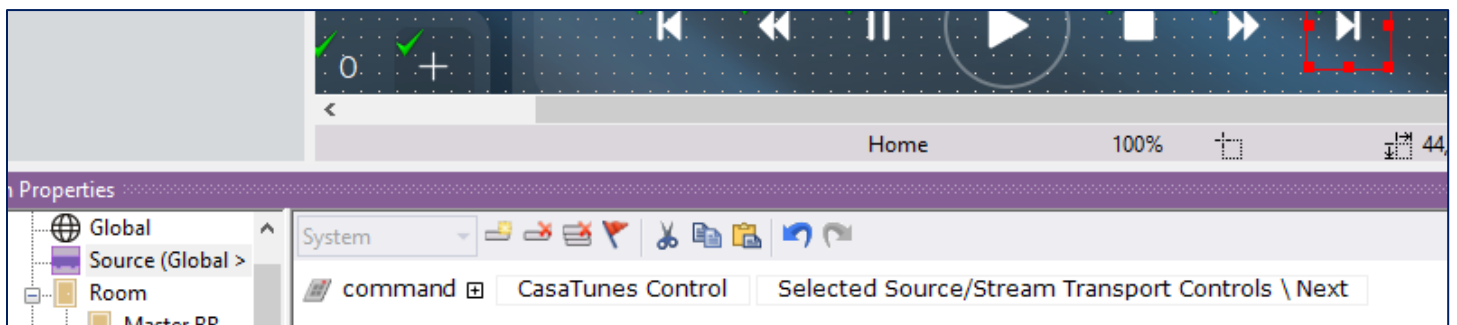 0 +
<
Home 100% 44,
n Properties
Global
Source (Global >
Room
System
command CasaTunes Control Selected Source/Stream Transport Controls \ Next